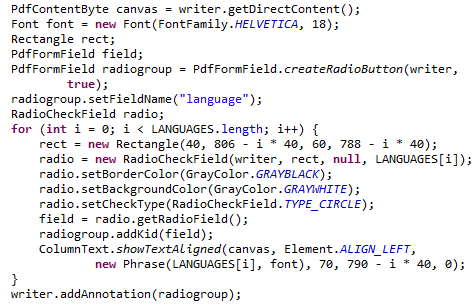 PdfContentByte canvas = writer.getDirectContent();
Font font = new Font(FontFamily.HELVETICA, 18);
Rectangle rect;
PdfFormField field;
PdfFormField radiogroup = PdfFormField.createRadioButton(writer,
        true);
radiogroup.setFieldName("language");
RadioCheckField radio;
for (int i = 0; i < LANGUAGES.length; i++) {
    rect = new Rectangle(40, 806 - i * 40, 60, 788 - i * 40);
    radio = new RadioCheckField(writer, rect, null, LANGUAGES[i]);
    radio.setBorderColor(GrayColor.GRAYBLACK);
    radio.setBackgroundColor(GrayColor.GRAYWHITE);
    radio.setCheckType(RadioCheckField.TYPE_CIRCLE);
    field = radio.getRadioField();
    radiogroup.addKid(field);
    ColumnText.showTextAligned(canvas, Element.ALIGN_LEFT,
            new Phrase(LANGUAGES[i], font), 70, 790 - i * 40, 0);
}
writer.addAnnotation(radiogroup);